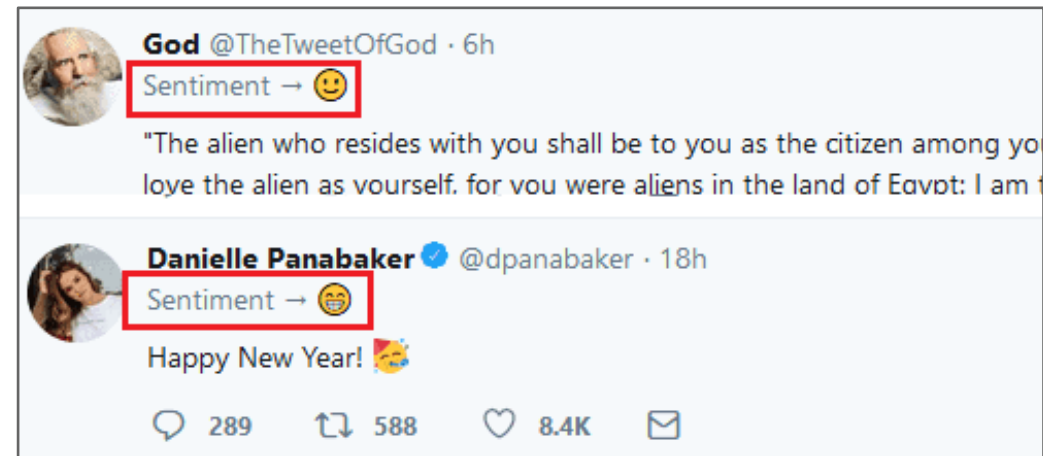 God @TheTweetOfGod · 6h
Sentiment → 🙂
"The alien who resides with you shall be to you as the citizen among
love the alien as yourself, for you were aliens in the land of Egypt: I am
Danielle Panabaker @dpanabaker · 18h
Sentiment → 😁
Happy New Year! 🥳
289 588 8.4K